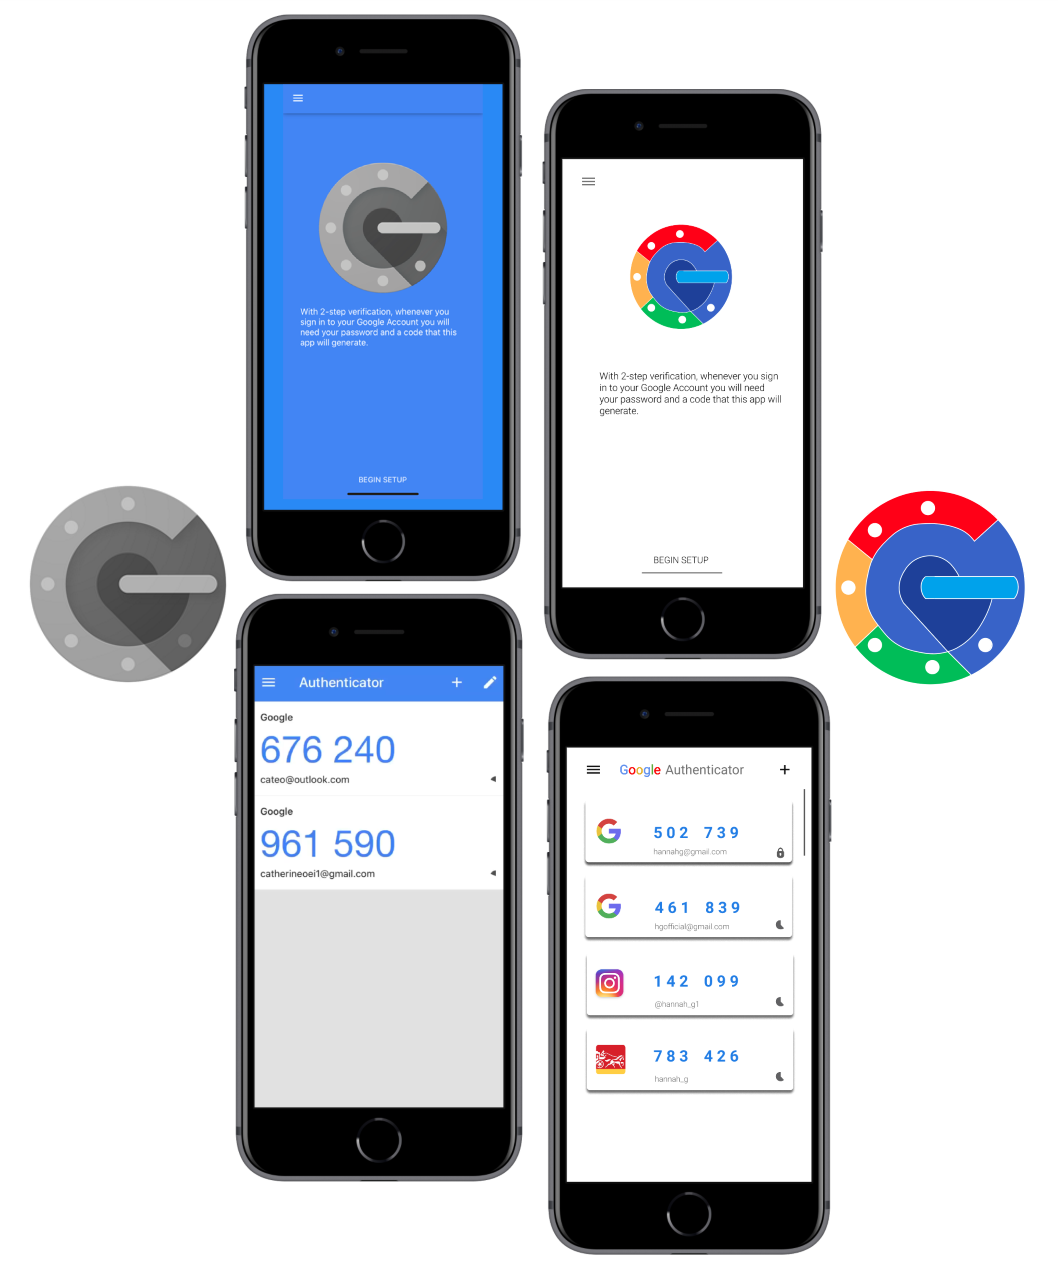 With 2-step verification, whenever you
sign in to your Google Account you will
need your password and a code that this
app will generate.
BEGIN SETUP
With 2-step verification, whenever you sign
in to your Google Account you will need
your password and a code that this app will
generate.
BEGIN SETUP
Authenticator
Google
676 240
cateo@outlook.com
Google
961 590
catherineoei1@gmail.com
Google Authenticator
502 739
hannahg@gmail.com
461 839
hgofficial@gmail.com
142 099
@hannah_g1
783 426
hannah_g